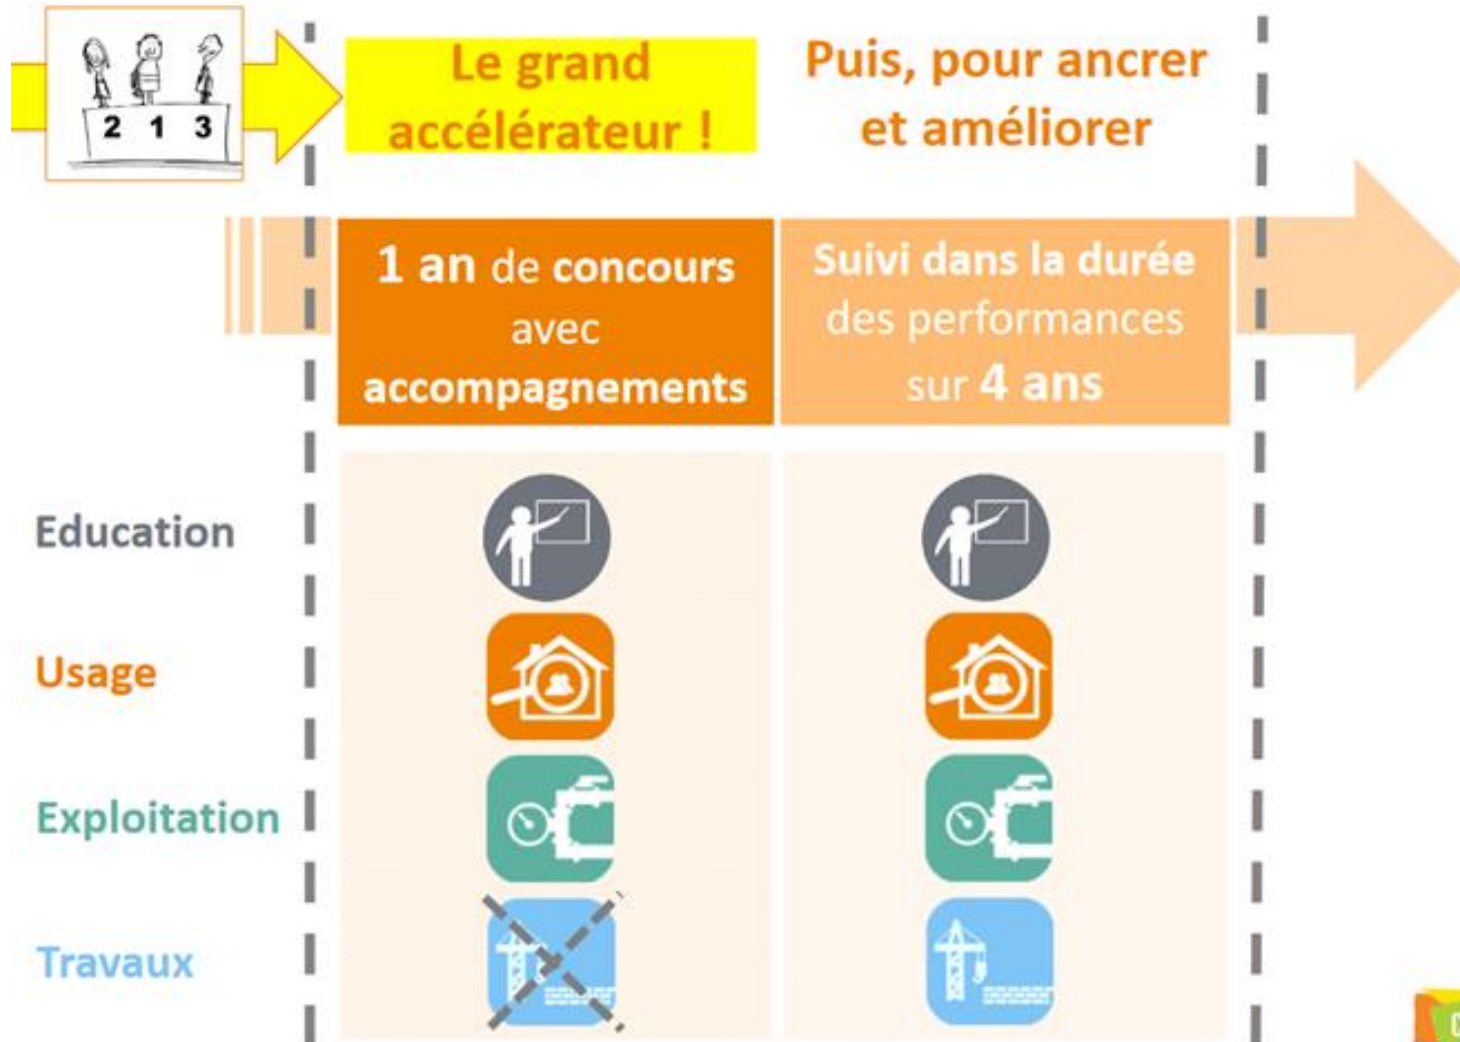 2 1 3
Le grand
accélérateur !
Puis, pour ancrer
et améliorer
1 an de concours
avec
accompagnements
Suivi dans la durée
des performances
sur 4 ans
Education
Usage
Exploitation
Travaux